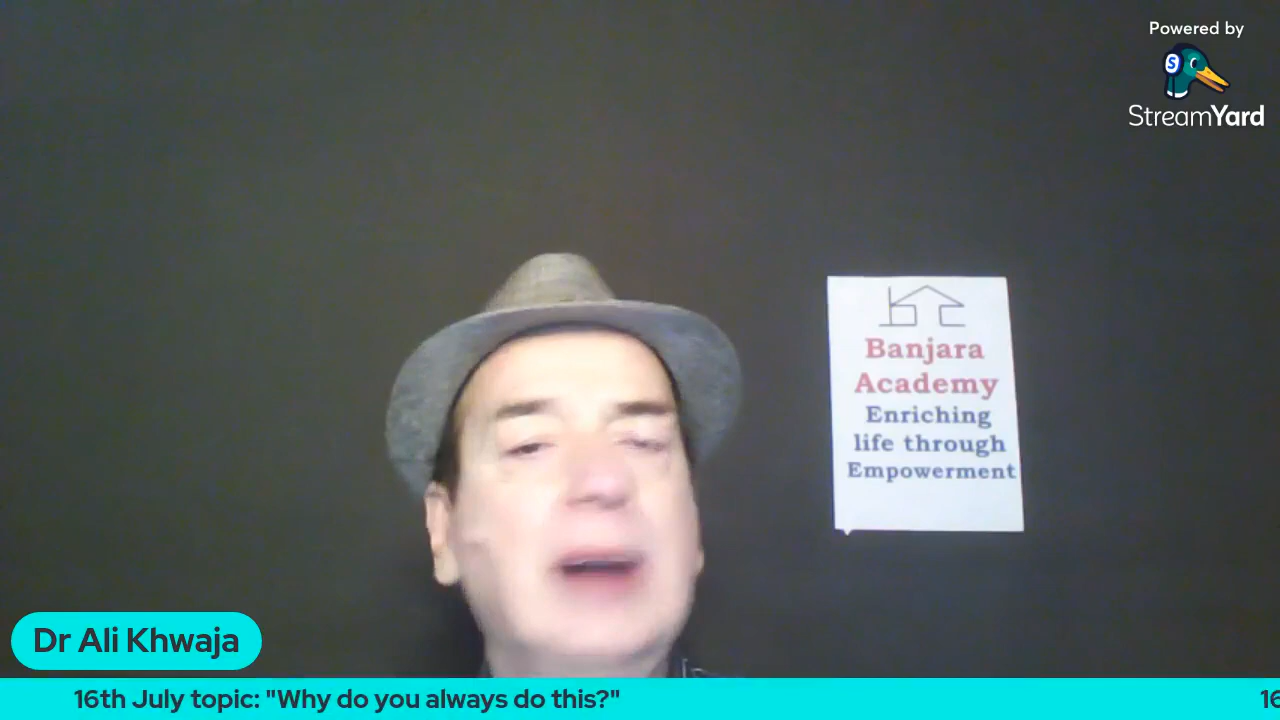 Powered by
StreamYard
Banjara
Academy
Enriching
life through
Empowerment
Dr Ali Khwaja
16th July topic: "Why do you always do this?"
16